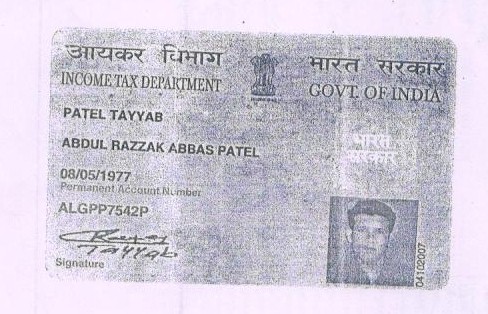 आयकर विभाग
भारत सरकार
INCOME TAX DEPARTMENT
GOVT. OF INDIA
PATEL TAYYAB
ABDUL RAZZAK ABBAS PATEL
भारत
सरकार
08/05/1977
Permanent Account Number
ALGPP7542P
Tayyab
Signature
04102007